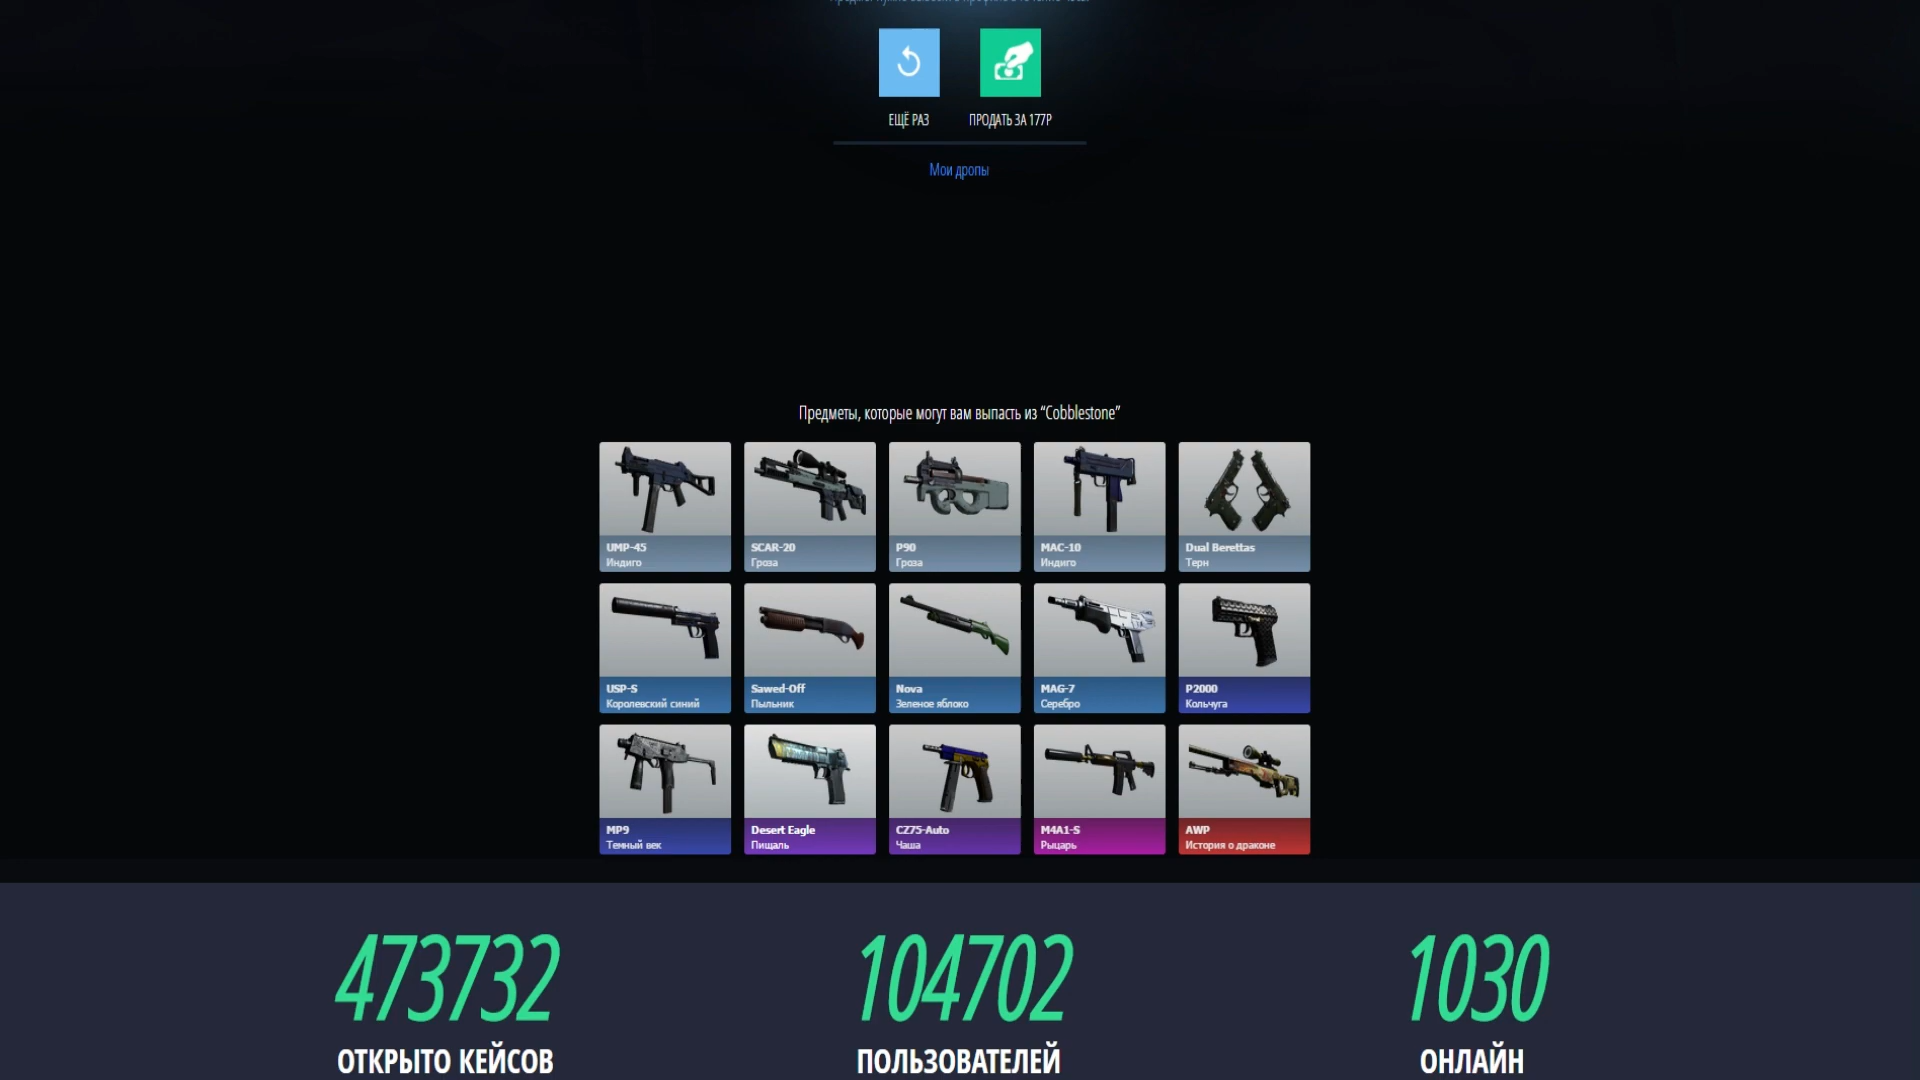 ЕЩЁ РАЗ
ПРОДАТЬ ЗА 177Р
Мои дропы
Предметы, которые могут вам выпасть из “Cobblestone”
UMP-45
Индиго
SCAR-20
Гроза
P90
Гроза
MAC-10
Индиго
Dual Berettas
Терн
USP-S
Королевский синий
Sawed-Off
Пыльник
Nova
Зеленое яблоко
MAG-7
Серебро
P2000
Кольчуга
MP9
Темный век
Desert Eagle
Пищаль
CZ75-Auto
Чаша
M4A1-S
Рыцарь
AWP
История о драконе
473732
ОТКРЫТО КЕЙСОВ
104702
ПОЛЬЗОВАТЕЛЕЙ
1030
ОНЛАЙН